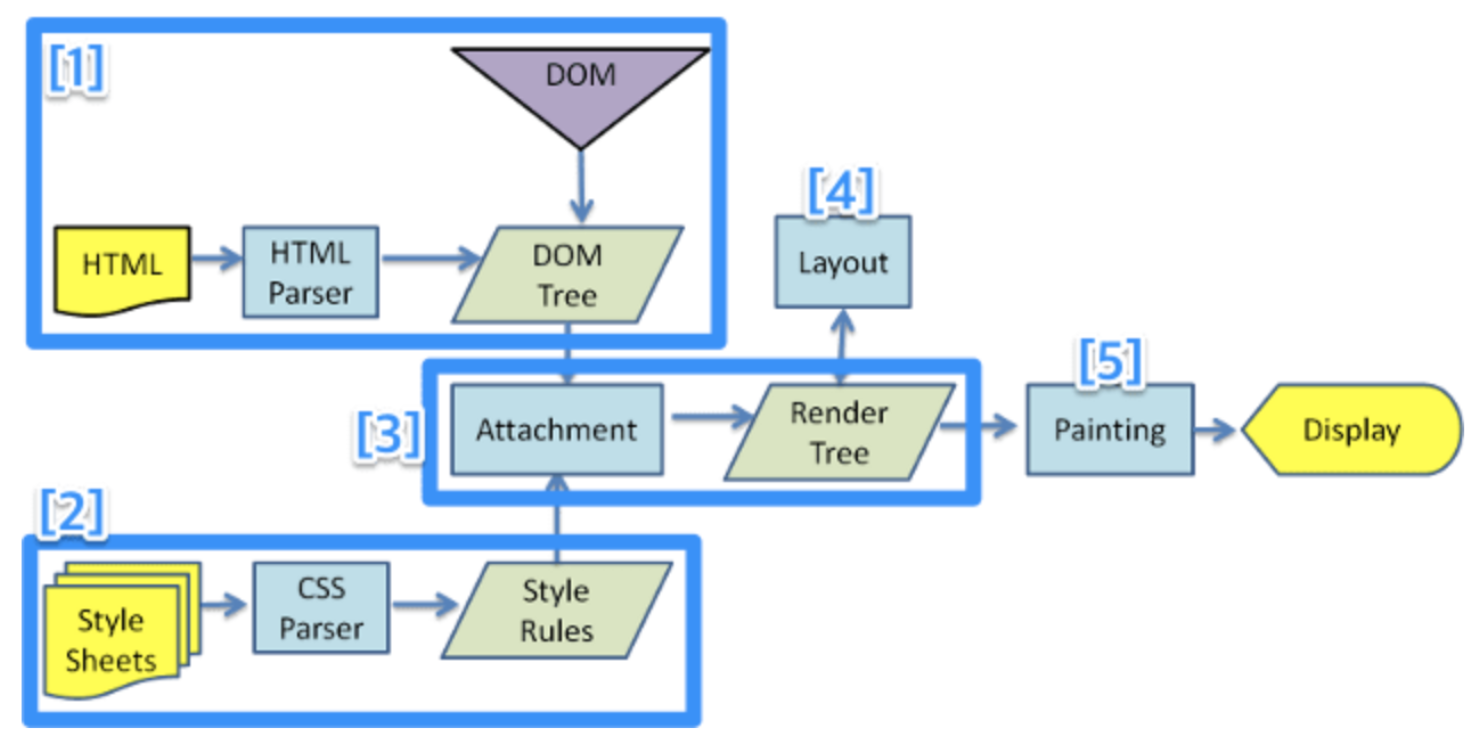 [1]
DOM
HTML
HTML
Parser
DOM
Tree
[4]
Layout
[3]
Attachment
Render
Tree
[5]
Painting
Display
[2]
Style
Sheets
CSS
Parser
Style
Rules